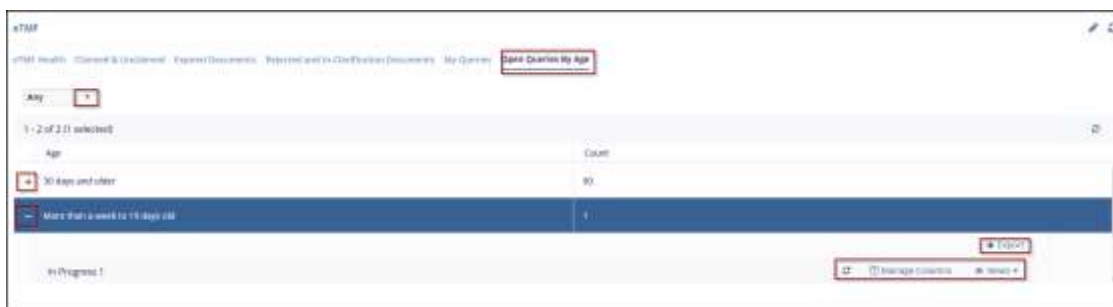 eTMF
eTMF Health Claimed & Unclaimed Expired Documents Rejected and In Clarification Documents My Queries Open Queries By Age
Any
1 - 2 of 2 (1 selected)
Age Count
+ 30 days and older
− More than a week to 15 days old 1
Export
In Progress 1 Manage Columns Views